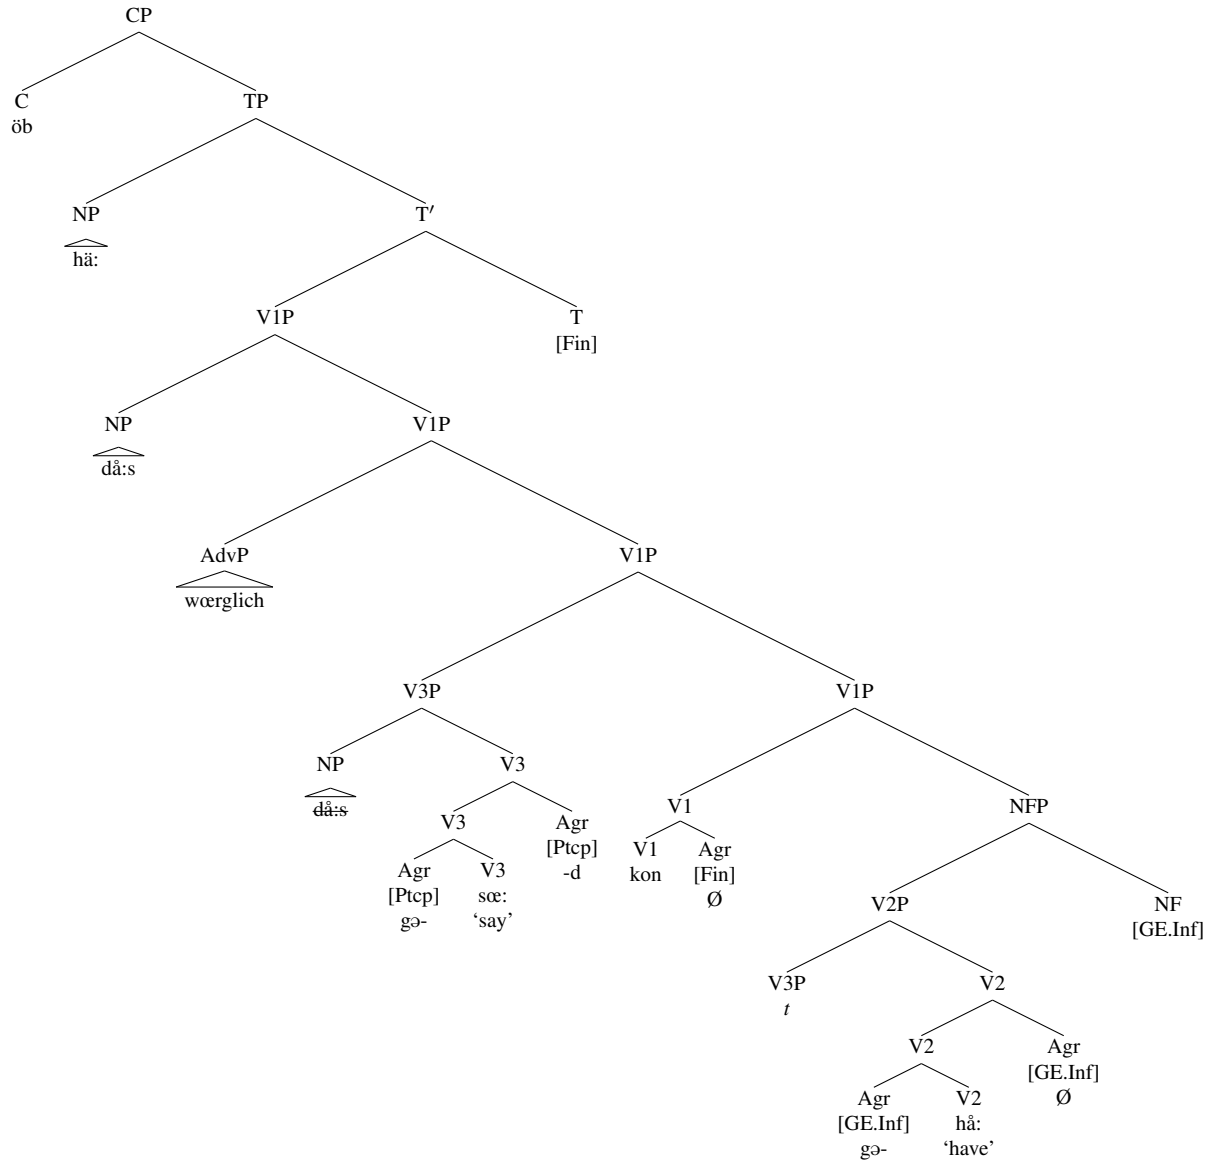 CP
C TP
öb
NP T′
hä:
V1P T
[Fin]
NP V1P
då:s
AdvP V1P
wœrglich
V3P V1P
NP V3 V1 NFP
då:s
V3 Agr V1 Agr
[Ptcp] kon [Fin]
-d Ø
Agr V3
[Ptcp] sœ:
gə- ‘say’
V2P NF
[GE.Inf]
V3P V2
t
V2 Agr
[GE.Inf]
Ø
Agr V2
[GE.Inf] hå:
gə- ‘have’